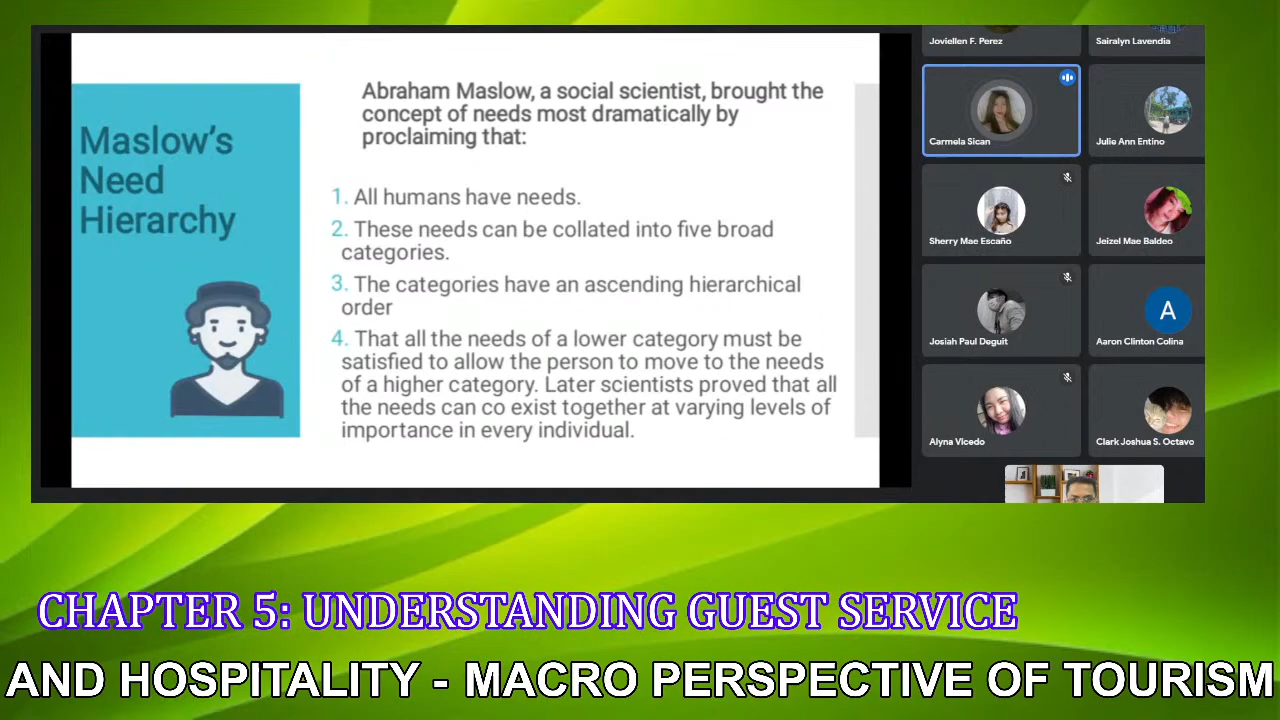 Maslow's
Need
Hierarchy
Abraham Maslow, a social scientist, brought the
concept of needs most dramatically by
proclaiming that:
1. All humans have needs.
2. These needs can be collated into five broad
categories.
3. The categories have an ascending hierarchical
order
4. That all the needs of a lower category must be
satisfied to allow the person to move to the needs
of a higher category. Later scientists proved that all
the needs can co exist together at varying levels of
importance in every individual.
Joviellen F. Perez
Sairalyn Lavendia
Carmela Sican
Julie Ann Entino
Sherry Mae Escaño
Jeizel Mae Baldeo
Josiah Paul Deguit
A
Aaron Clinton Colina
Alyna Vicedo
Clark Joshua S. Octavo
CHAPTER 5: UNDERSTANDING GUEST SERVICE
AND HOSPITALITY - MACRO PERSPECTIVE OF TOURISM